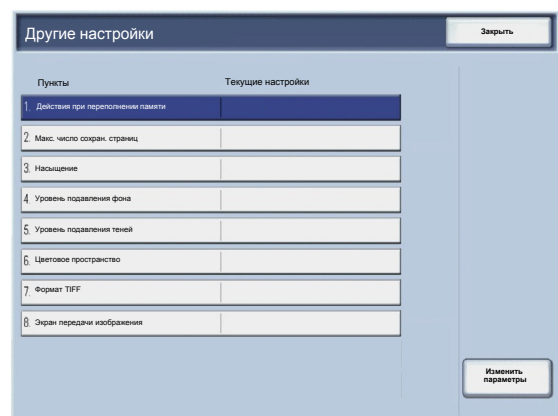 Другие настройки
Закрыть
Пункты
Текущие настройки
1. Действия при переполнении памяти
2. Макс. число сохран. страниц
3. Насыщение
4. Уровень подавления фона
5. Уровень подавления теней
6. Цветовое пространство
7. Формат TIFF
8. Экран передачи изображения
Изменить
параметры